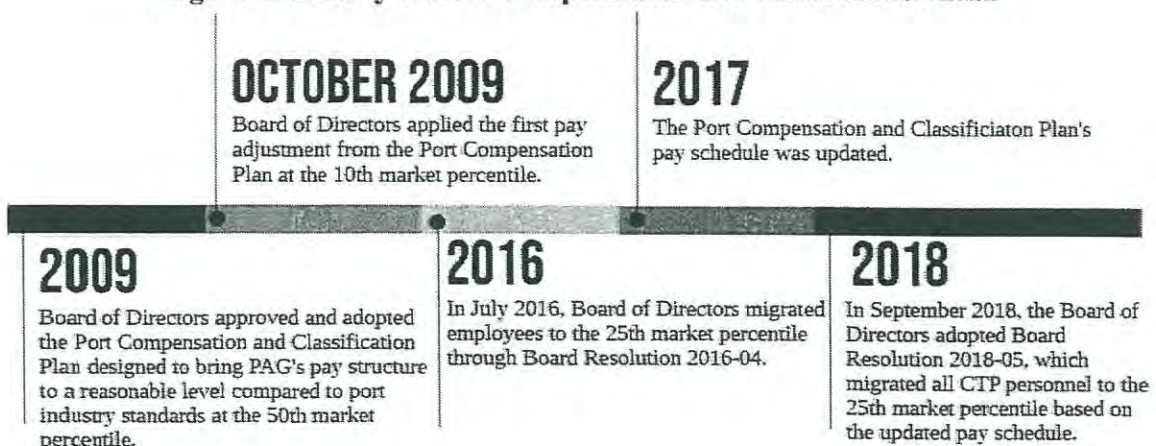 OCTOBER 2009
Board of Directors applied the first pay
adjustment from the Port Compensation
Plan at the 10th market percentile.
2017
The Port Compensation and Classificiaton Plan's
pay schedule was updated.
2009
Board of Directors approved and adopted
the Port Compensation and Classification
Plan designed to bring PAG's pay structure
to a reasonable level compared to port
industry standards at the 50th market
percentile.
2016
In July 2016, Board of Directors migrated
employees to the 25th market percentile
through Board Resolution 2016-04.
2018
In September 2018, the Board of
Directors adopted Board
Resolution 2018-05, which
migrated all CTP personnel to the
25th market percentile based on
the updated pay schedule.